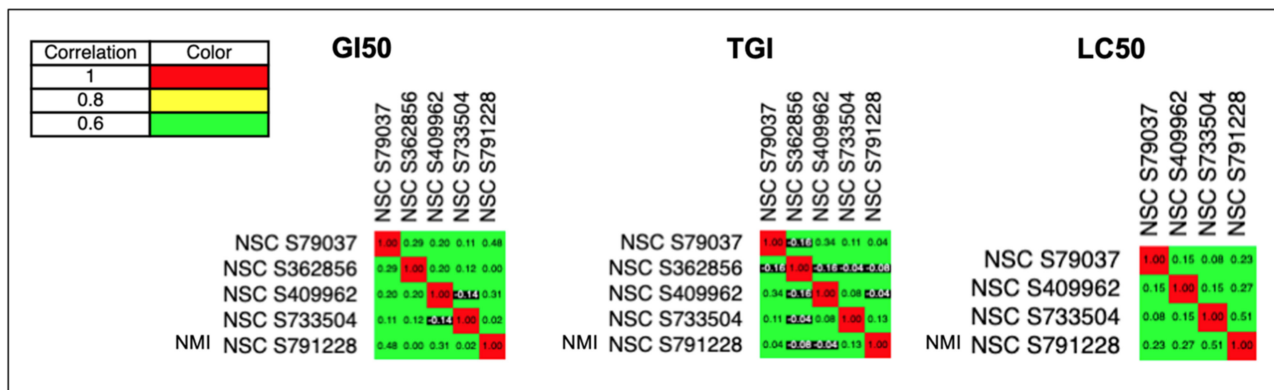 Correlation Color
1
0.8
0.6
GI50
NSC S79037
NSC S362856
NSC S409962
NSC S733504
NSC S791228
NSC S79037 1.00 0.29 0.20 0.11 0.48
NSC S362856 0.29 1.00 0.20 0.12 0.00
NSC S409962 0.20 0.20 1.00 -0.14 0.31
NSC S733504 0.11 0.12 -0.14 1.00 0.02
NMI NSC S791228 0.48 0.00 0.31 0.02 1.00
TGI
NSC S79037
NSC S362856
NSC S409962
NSC S733504
NSC S791228
NSC S79037 1.00 -0.16 0.34 0.11 0.04
NSC S362856 -0.16 1.00 -0.16 -0.04 -0.08
NSC S409962 0.34 -0.16 1.00 0.08 -0.04
NSC S733504 0.11 -0.04 0.08 1.00 0.13
NMI NSC S791228 0.04 -0.08 -0.04 0.13 1.00
LC50
NSC S79037
NSC S409962
NSC S733504
NSC S791228
NSC S79037 1.00 0.15 0.08 0.23
NSC S409962 0.15 1.00 0.15 0.27
NSC S733504 0.08 0.15 1.00 0.51
NMI NSC S791228 0.23 0.27 0.51 1.00